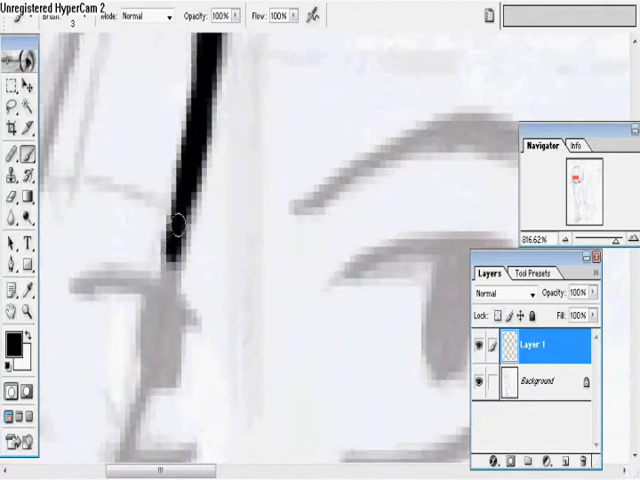 Unregistered HyperCam 2
Brush: 3 Mode: Normal Opacity: 100% Flow: 100%
Navigator Info
816.62%
Layers Tool Presets
Normal Opacity: 100%
Lock: Fill: 100%
Layer 1
Background